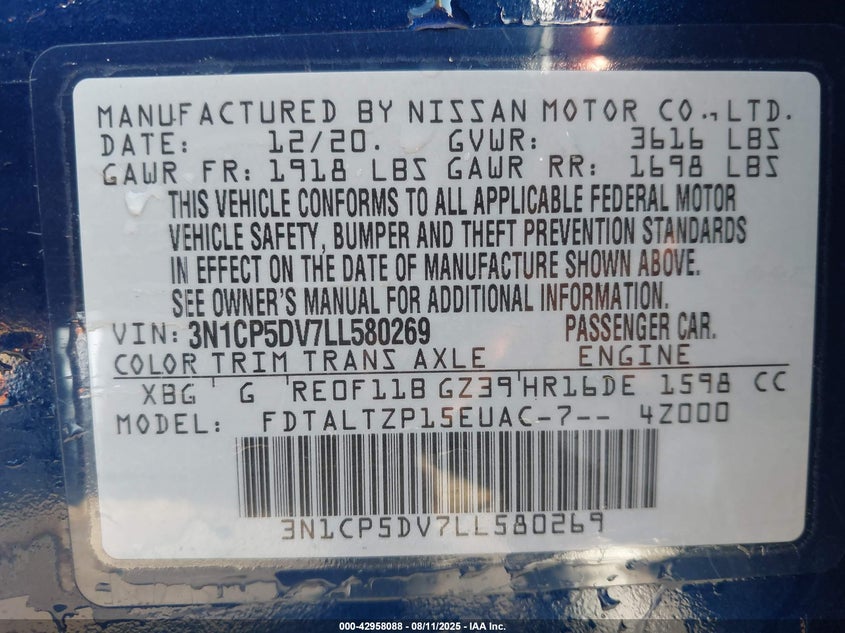 MANUFACTURED BY NISSAN MOTOR CO.,LTD.
DATE: 12/20. GVWR: 3616 LBS
GAWR FR: 1918 LBS GAWR RR: 1698 LBS
THIS VEHICLE CONFORMS TO ALL APPLICABLE FEDERAL MOTOR
VEHICLE SAFETY, BUMPER AND THEFT PREVENTION STANDARDS
IN EFFECT ON THE DATE OF MANUFACTURE SHOWN ABOVE.
SEE OWNER'S MANUAL FOR ADDITIONAL INFORMATION.
VIN: 3N1CP5DV7LL580269 PASSENGER CAR.
COLOR TRIM TRANS AXLE ENGINE
XBG G RE0F11B GZ39 HR16DE 1598 CC
MODEL: FDTALTZP15EUAC-7-- 4Z000
3N1CP5DV7LL580269
000-42958088 - 08/11/2025 - IAA Inc.